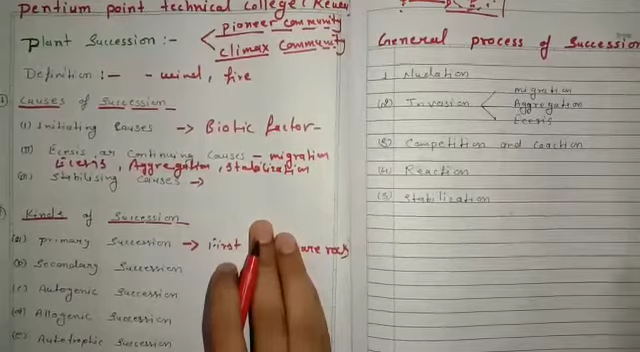 Pentium point technical college (Rewa)
pioneer community
Plant Succession :-
climax community
Definition :- - wind, fire
Causes of Succession
(i) Initiating causes → Biotic factor-
(ii) Ecesis or Continuing Causes - migration
Ecesis, Aggregation, stabilization
Stabilising causes →
Kinds of Succession
(a) primary Succession → First are rock
(b) Secondary Succession
(c) Autogenic Succession
(d) Allogenic Succession
(e) Autotrophic Succession
General process of Succession
1. Nudation
migration
(2) Invasion Aggregation
Ecesis
(3) Competition and coaction
(4) Reaction
(5) Stabilization